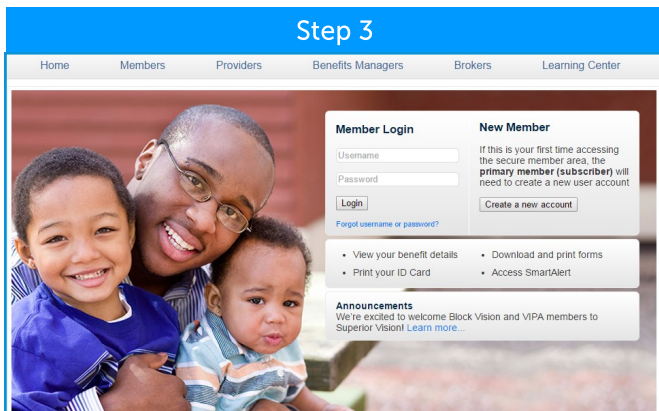 Step 3
Home Members Providers Benefits Managers Brokers Learning Center
Member Login
Username
Password
Login
Forgot username or password?
New Member
If this is your first time accessing
the secure member area, the
primary member (subscriber) will
need to create a new user account
Create a new account
• View your benefit details
• Print your ID Card
• Download and print forms
• Access SmartAlert
Announcements
We're excited to welcome Block Vision and VIPA members to
Superior Vision! Learn more...